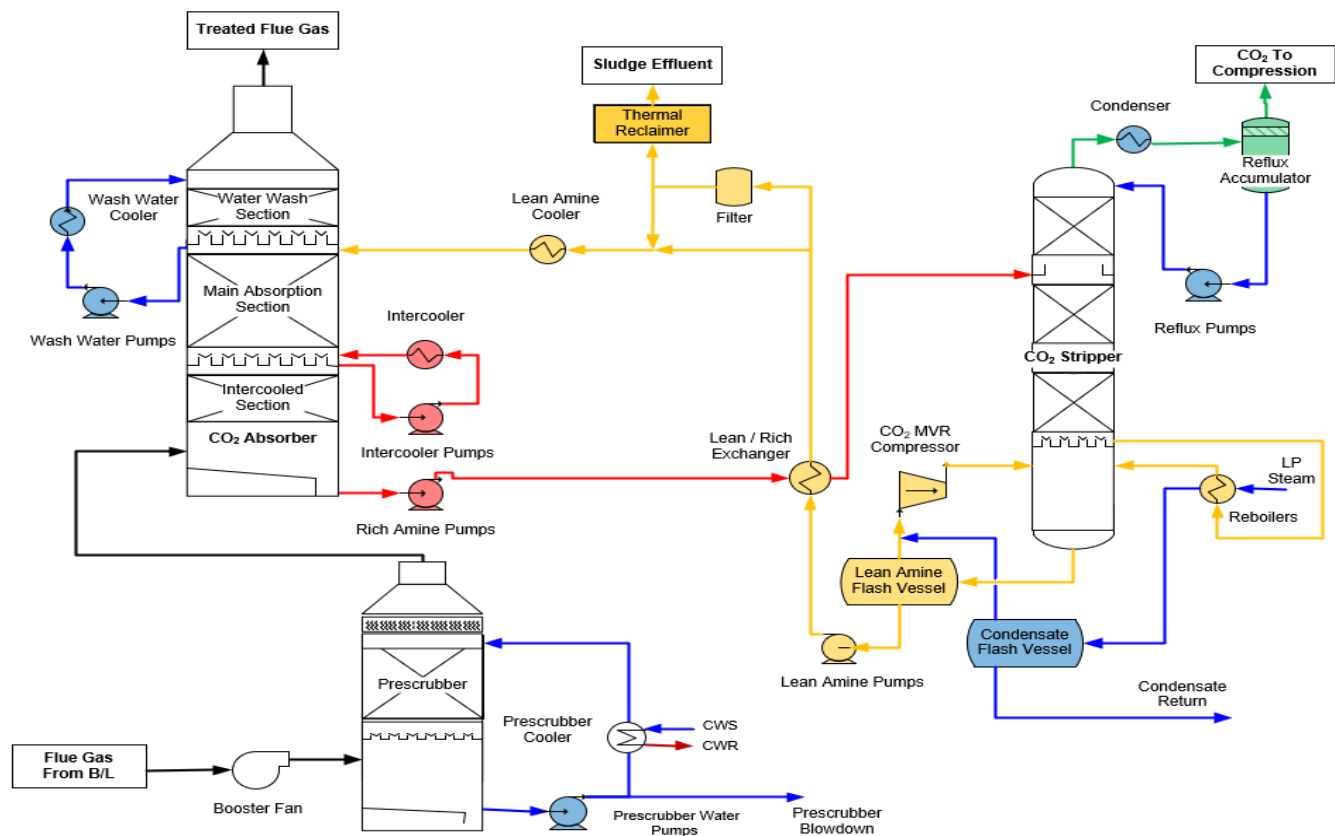 Treated Flue Gas
Sludge Effluent
CO₂ To
Compression
Thermal
Reclaimer
Condenser
Reflux
Accumulator
Wash Water
Cooler
Water Wash
Section
Lean Amine
Cooler
Filter
Main Absorption
Section
Wash Water Pumps
Intercooler
Reflux Pumps
CO₂ Stripper
Intercooled
Section
CO₂ Absorber
Intercooler Pumps
Lean / Rich
Exchanger
CO₂ MVR
Compressor
LP
Steam
Reboilers
Rich Amine Pumps
Lean Amine
Flash Vessel
Condensate
Flash Vessel
Lean Amine Pumps
Condensate
Return
Prescrubber
Prescrubber
Cooler
CWS
CWR
Flue Gas
From B/L
Booster Fan
Prescrubber Water
Pumps
Prescrubber
Blowdown